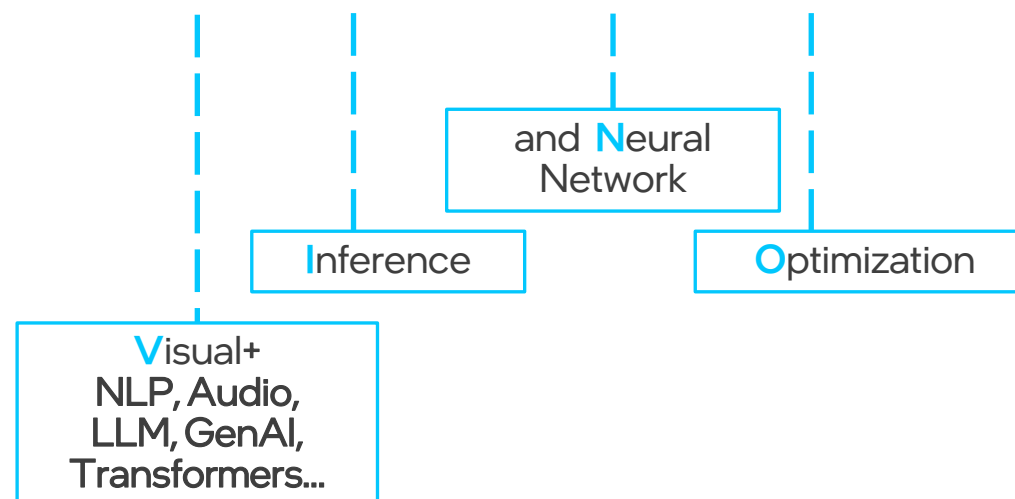 and Neural
Network
Inference
Optimization
Visual+
NLP, Audio,
LLM, GenAI,
Transformers...